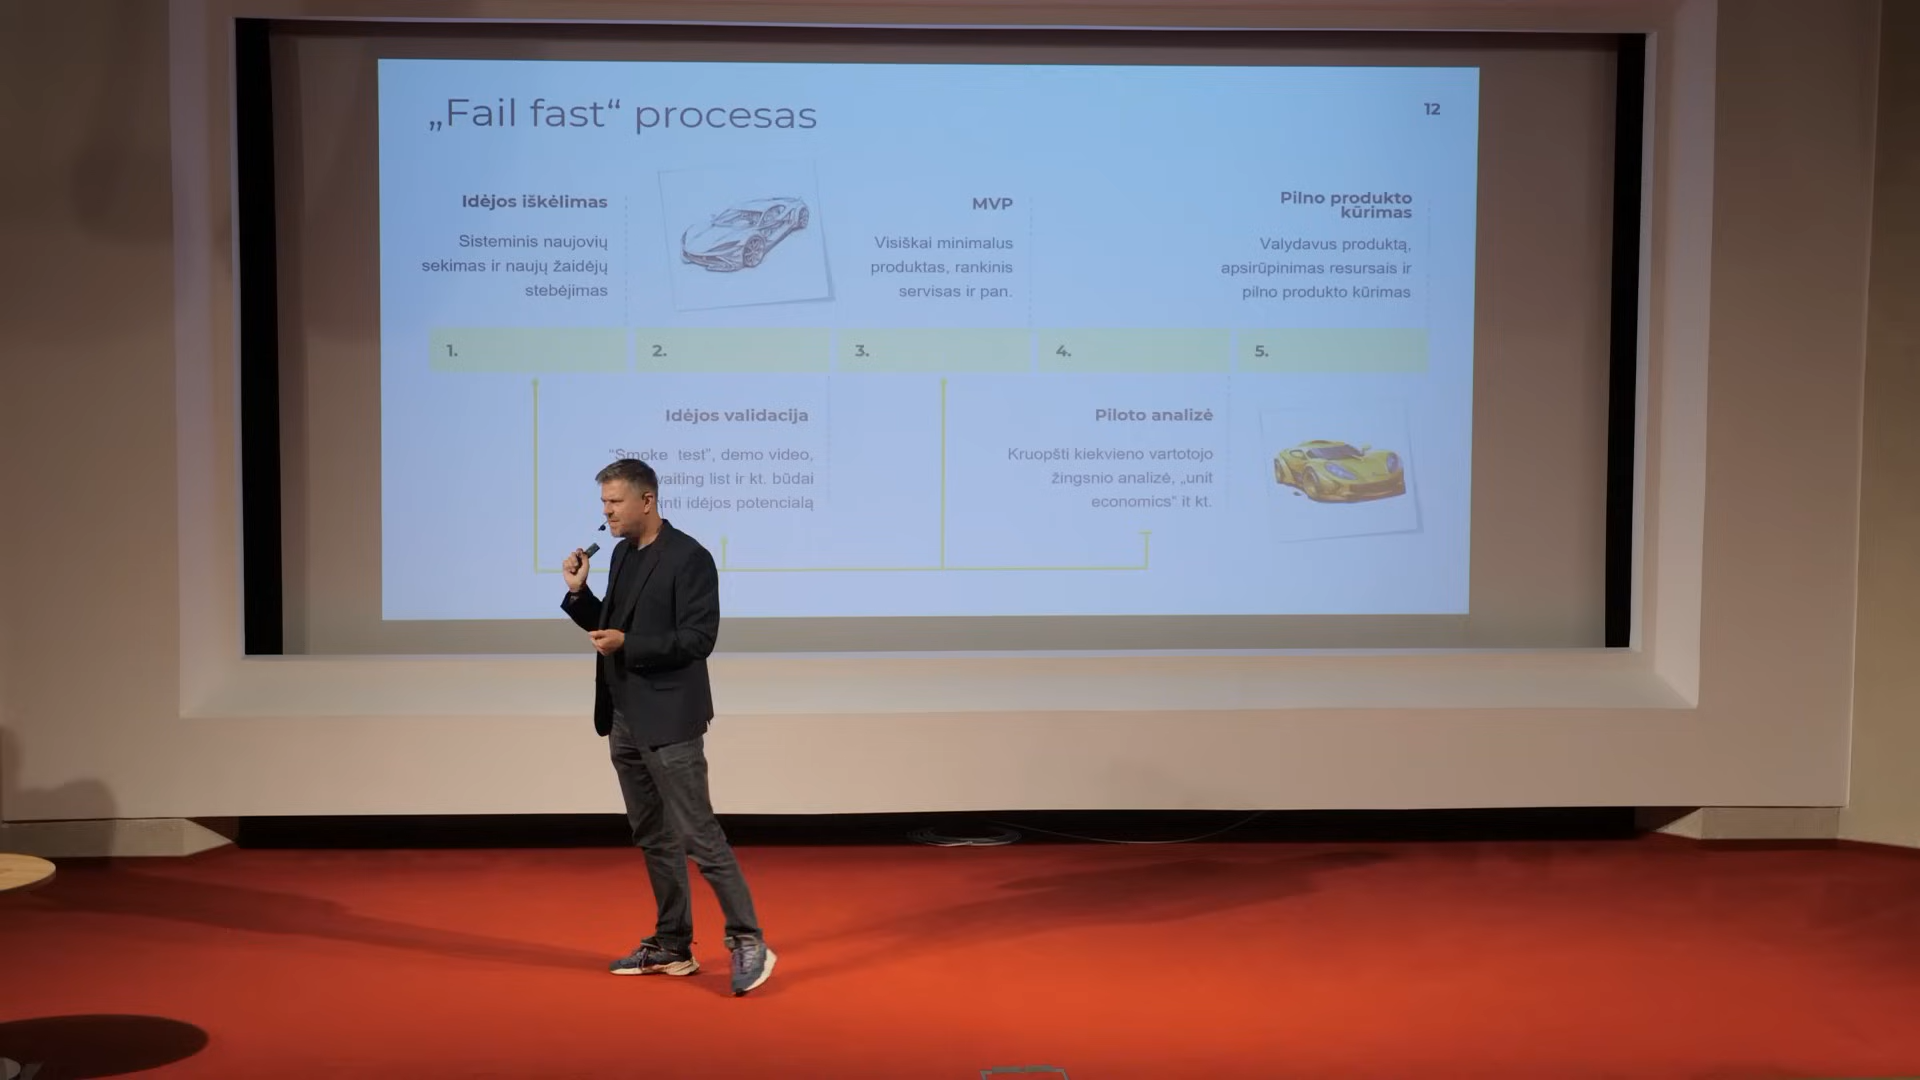 „Fail fast“ procesas
12
Idėjos iškėlimas
Sisteminis naujovių
sekimas ir naujų žaidėjų
stebėjimas
MVP
Visiškai minimalus
produktas, rankinis
servisas ir pan.
Pilno produkto
kūrimas
Valydavus produktą,
apsirūpinimas resursais ir
pilno produkto kūrimas
1.
2.
3.
4.
5.
Idėjos validacija
"Smoke test", demo video,
list ir kt. būdai
idėjos potencialą
Piloto analizė
Kruopšti kiekvieno vartotojo
žingsnio analizė, „unit
economics“ it kt.